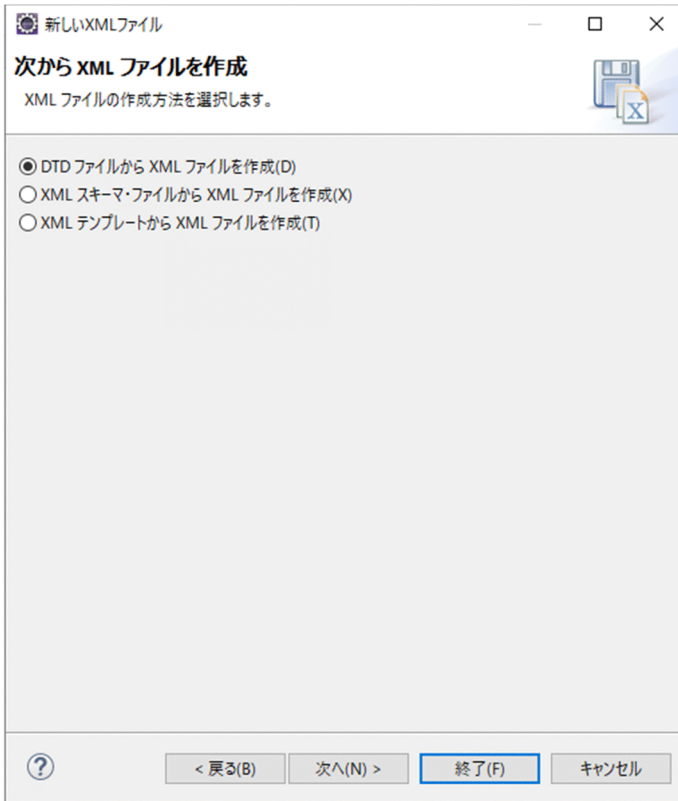 新しいXMLファイル
次から XML ファイルを作成
XML ファイルの作成方法を選択します。
X
DTD ファイルから XML ファイルを作成(D)
XML スキーマ・ファイルから XML ファイルを作成(X)
XML テンプレートから XML ファイルを作成(T)
? < 戻る(B) 次へ(N) > 終了(F) キャンセル